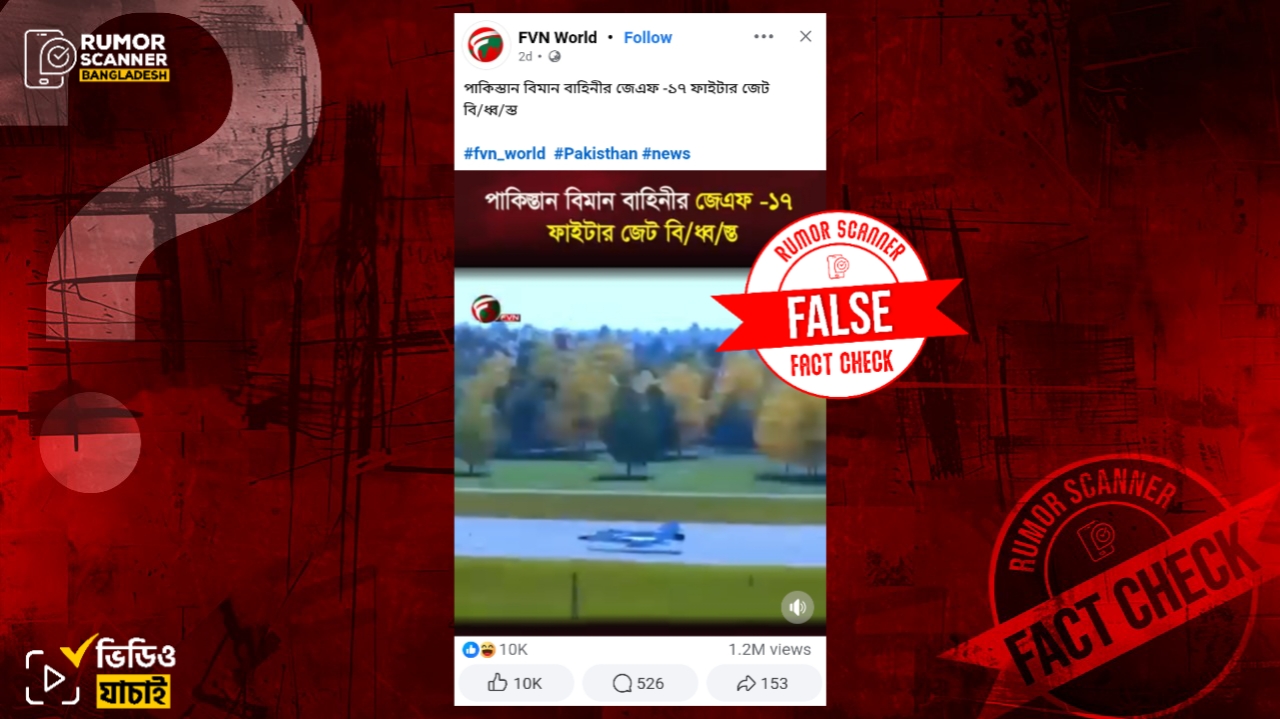 RUMOR
SCANNER
BANGLADESH
FVN World • Follow
2d •
পাকিস্তান বিমান বাহিনীর জেএফ -১৭ ফাইটার জেট
বি/ধ্ব/স্ত
#fvn_world #Pakisthan #news
পাকিস্তান বিমান বাহিনীর জেএফ -১৭
ফাইটার জেট বি/ধ্ব/স্ত
RUMOR SCANNER
FALSE
FACT CHECK
FVN
10K
1.2M views
10K
526
153
ভিডিও
যাচাই
RUMOR SCANNER
FACT CHECK